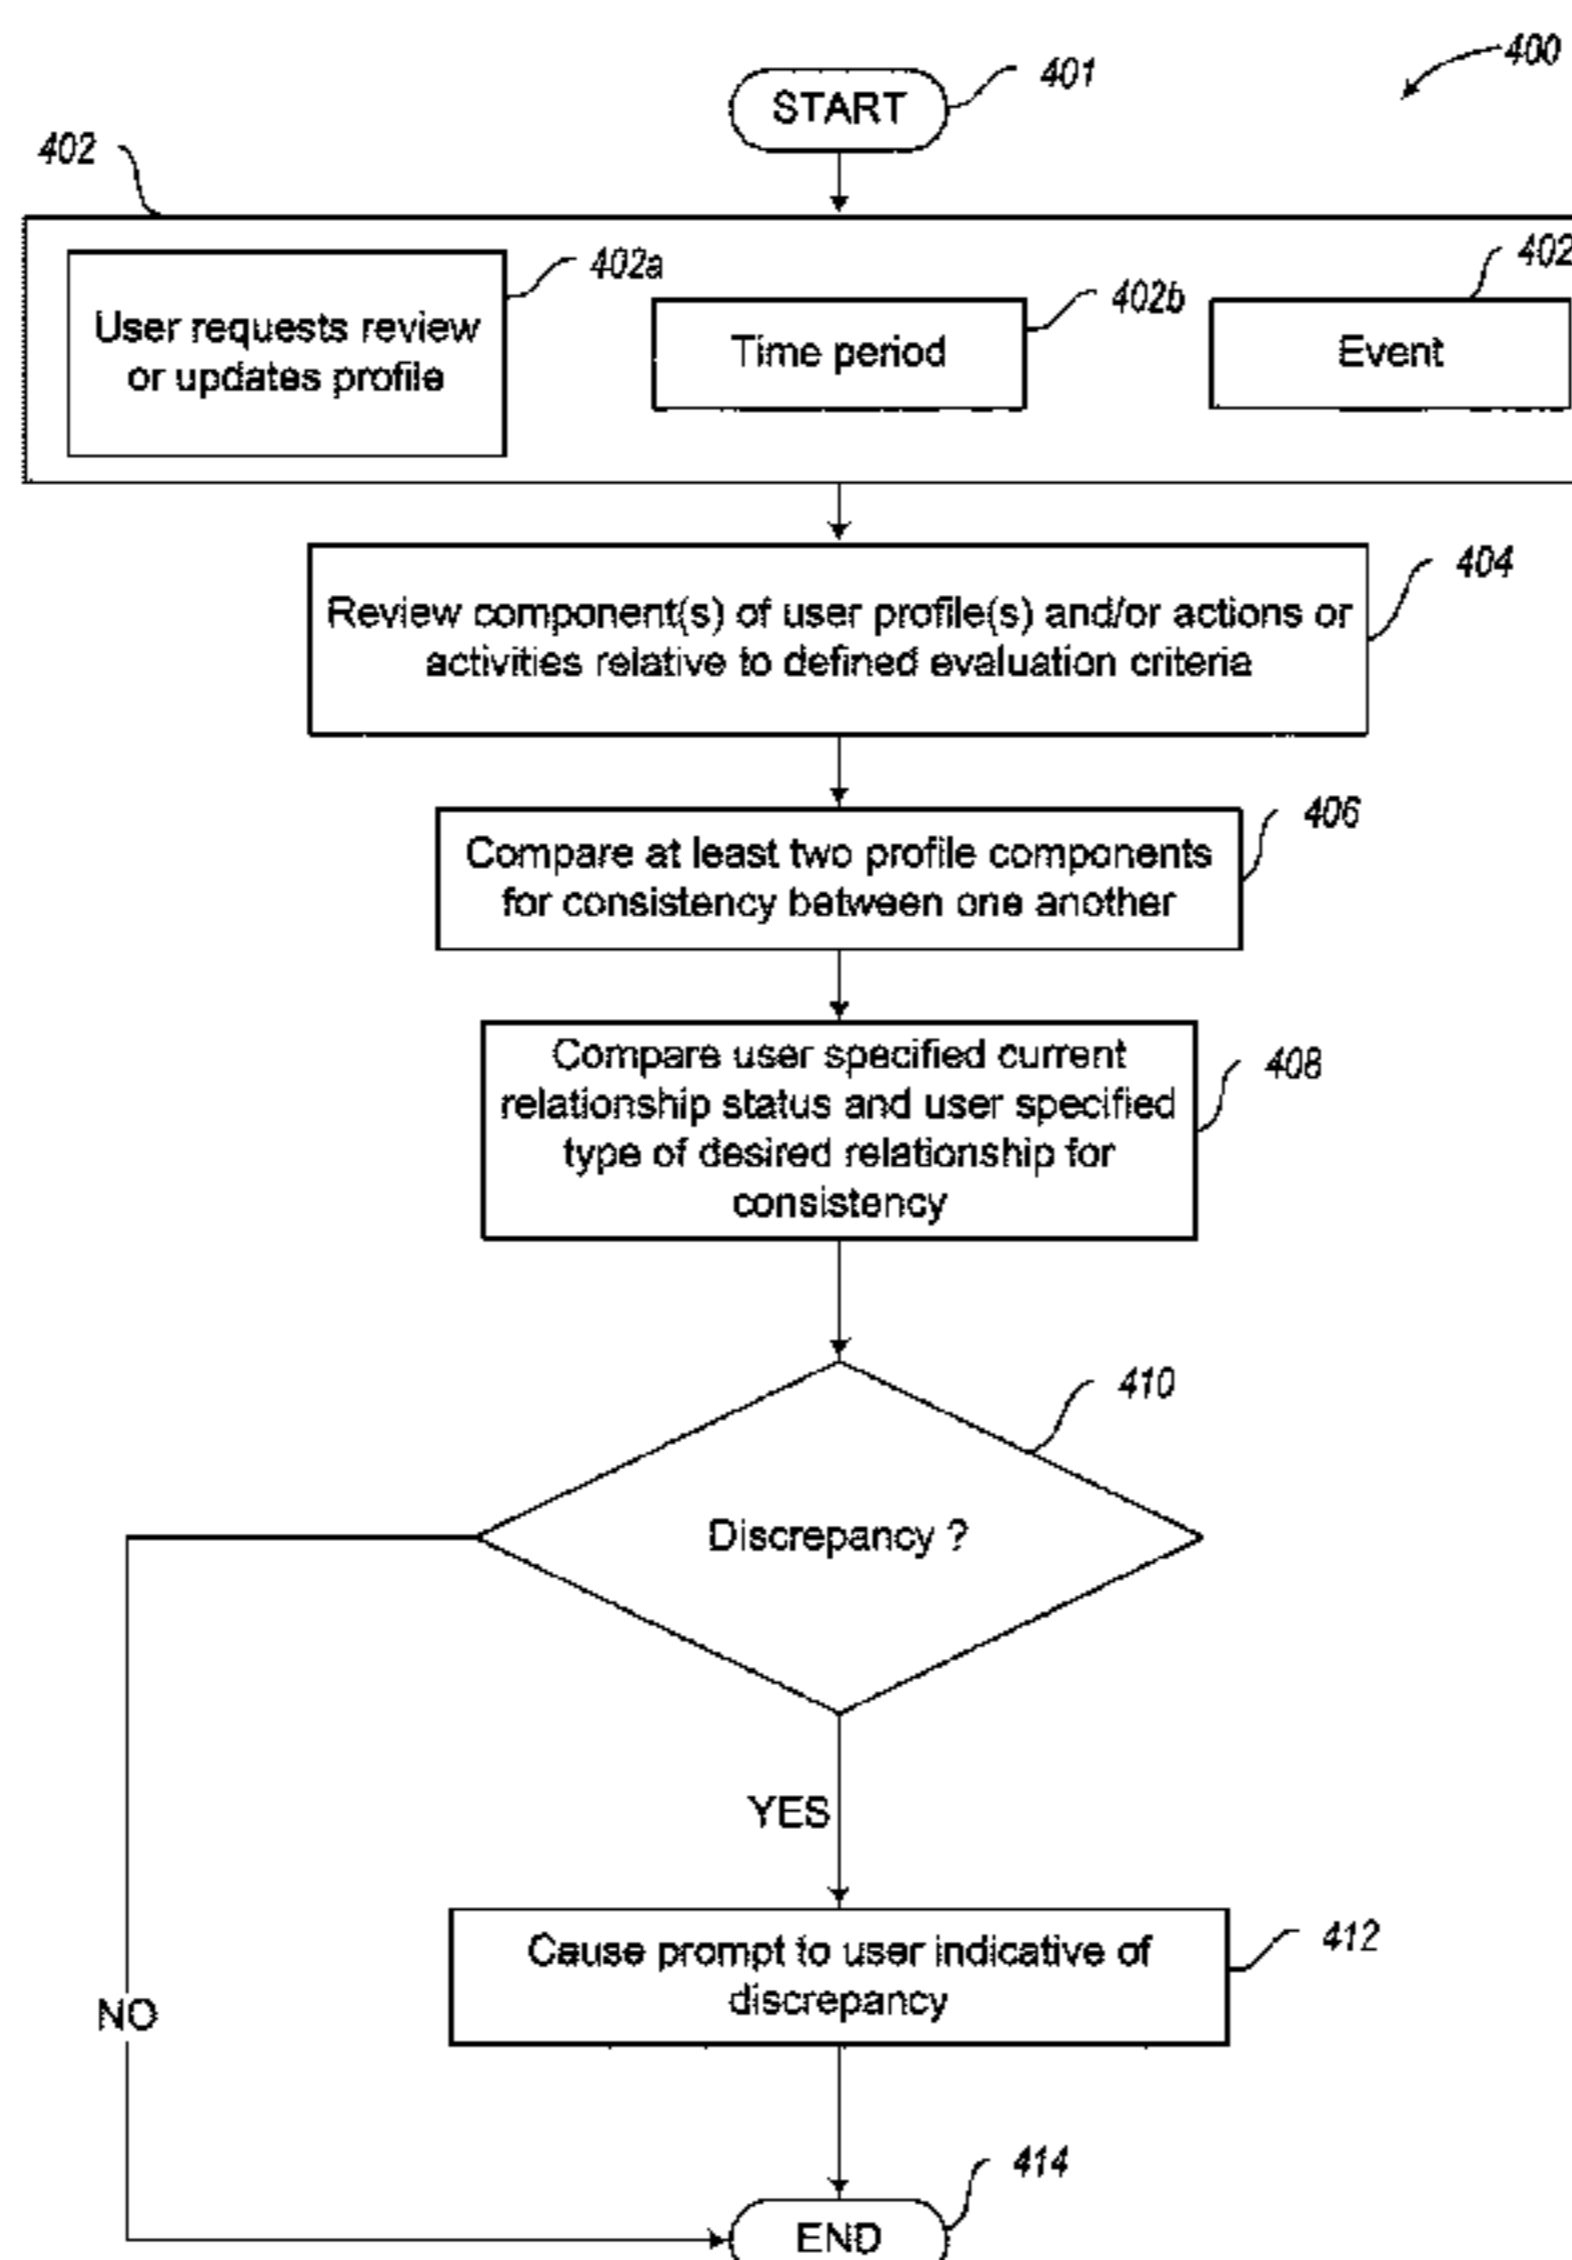 400
START
401
402
User requests review
or updates profile
402a
Time period
402b
Event
402
Review component(s) of user profile(s) and/or actions or
activities relative to defined evaluation criteria
404
Compare at least two profile components
for consistency between one another
406
Compare user specified current
relationship status and user specified
type of desired relationship for
consistency
408
Discrepancy ?
410
YES
NO
Cause prompt to user indicative of
discrepancy
412
END
414